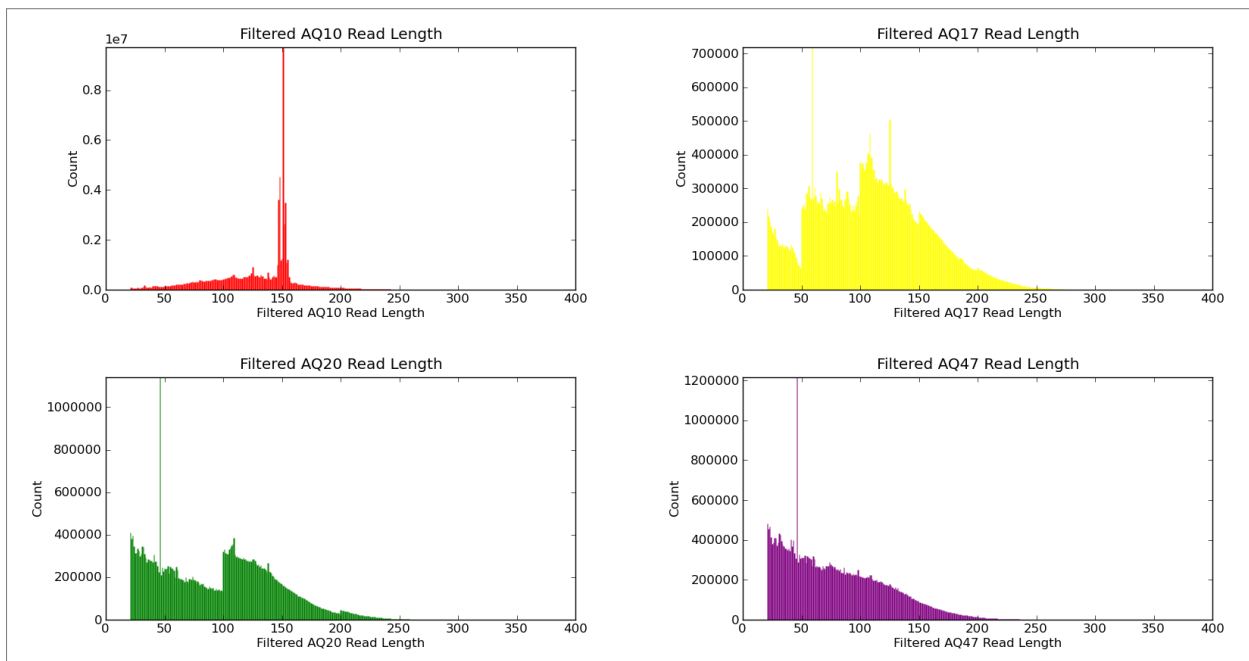 Filtered AQ10 Read Length
1e7
0.8
0.6
0.4
0.2
0.0
Count
0 50 100 150 200 250 300 350 400
Filtered AQ10 Read Length
Filtered AQ17 Read Length
700000
600000
500000
400000
300000
200000
100000
0
Count
0 50 100 150 200 250 300 350 400
Filtered AQ17 Read Length
Filtered AQ20 Read Length
1000000
800000
600000
400000
200000
0
Count
0 50 100 150 200 250 300 350 400
Filtered AQ20 Read Length
Filtered AQ47 Read Length
1200000
1000000
800000
600000
400000
200000
0
Count
0 50 100 150 200 250 300 350 400
Filtered AQ47 Read Length